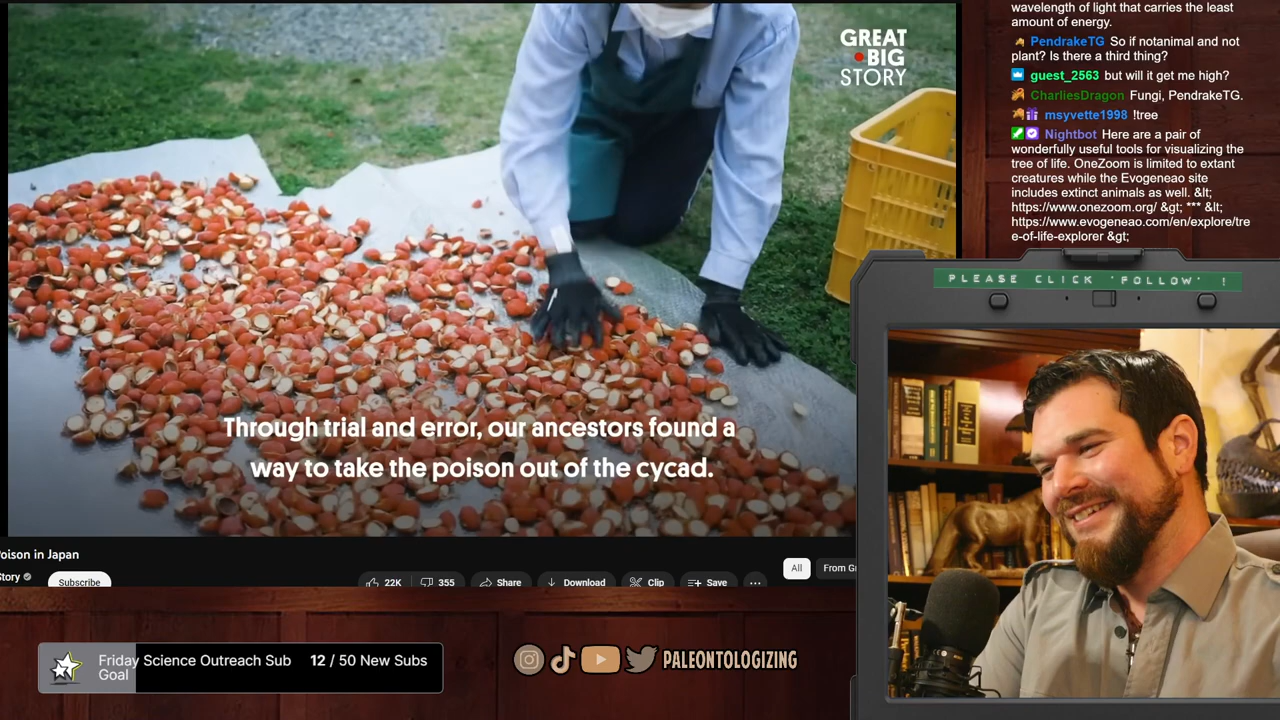 GREAT
BIG
STORY
Through trial and error, our ancestors found a
way to take the poison out of the cycad.
oison in Japan
Story
Subscribe
22K
355
Share
Download
Clip
Save
All
From Gr
Friday Science Outreach Sub
Goal
12 / 50 New Subs
PALEONTOLOGIZING
wavelength of light that carries the least
amount of energy.
PendrakeTG So if notanimal and not
plant? Is there a third thing?
guest_2563 but will it get me high?
CharliesDragon Fungi, PendrakeTG.
msyvette1998 !tree
Nightbot Here are a pair of
wonderfully useful tools for visualizing the
tree of life. OneZoom is limited to extant
creatures while the Evogeneao site
includes extinct animals as well. &lt;
https://www.onezoom.org/ &gt; *** &lt;
https://www.evogeneao.com/en/explore/tre
e-of-life-explorer &gt;
PLEASE CLICK 'FOLLOW' !